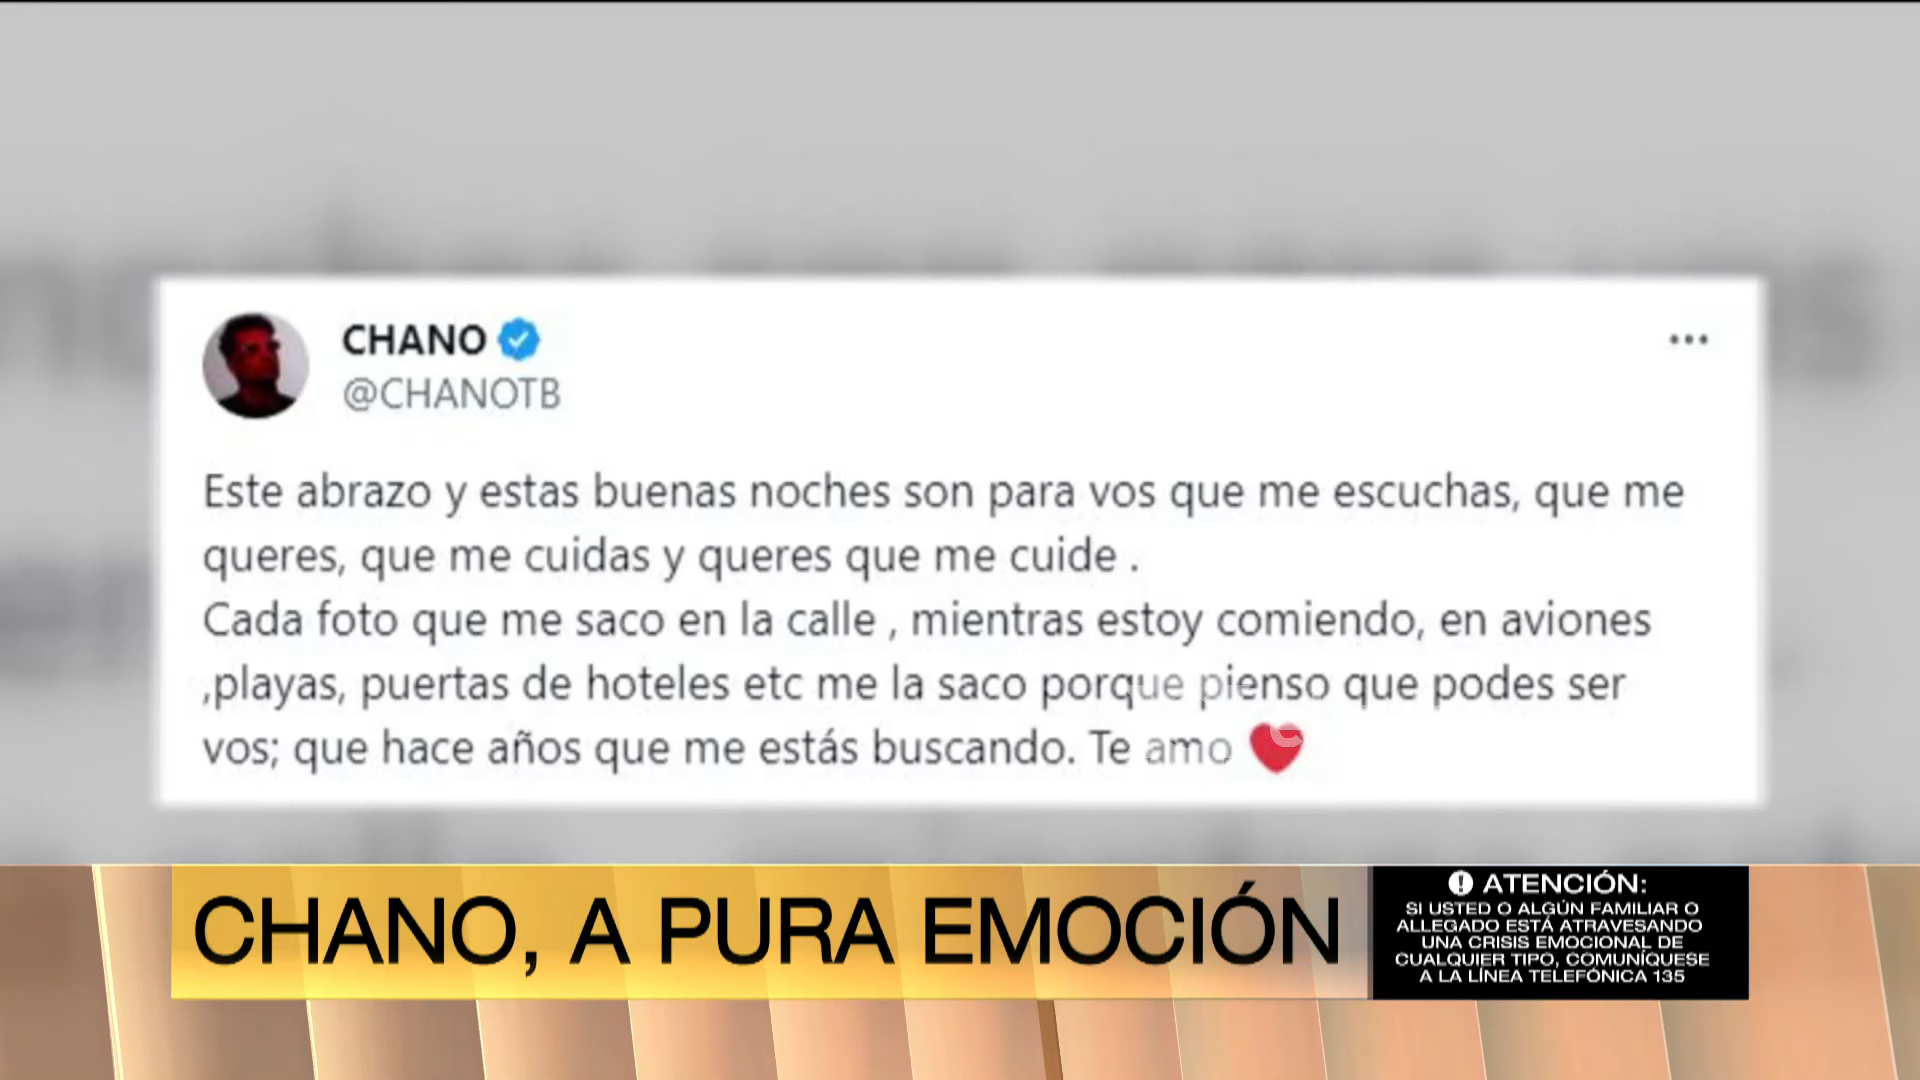 CHANO
@CHANOTB
Este abrazo y estas buenas noches son para vos que me escuchas, que me
queres, que me cuidas y queres que me cuide .
Cada foto que me saco en la calle , mientras estoy comiendo, en aviones
,playas, puertas de hoteles etc me la saco porque pienso que podes ser
vos; que hace años que me estás buscando. Te amo ❤
CHANO, A PURA EMOCIÓN
ATENCIÓN:
SI USTED O ALGÚN FAMILIAR O
ALLEGADO ESTÁ ATRAVESANDO
UNA CRISIS EMOCIONAL DE
CUALQUIER TIPO, COMUNÍQUESE
A LA LÍNEA TELEFÓNICA 135